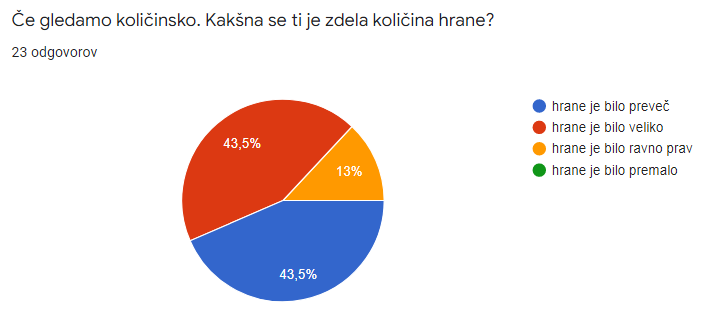 Če gledamo količinsko. Kakšna se ti je zdela količina hrane?
23 odgovorov
43,5%
13%
43,5%
hrane je bilo preveč
hrane je bilo veliko
hrane je bilo ravno prav
hrane je bilo premalo